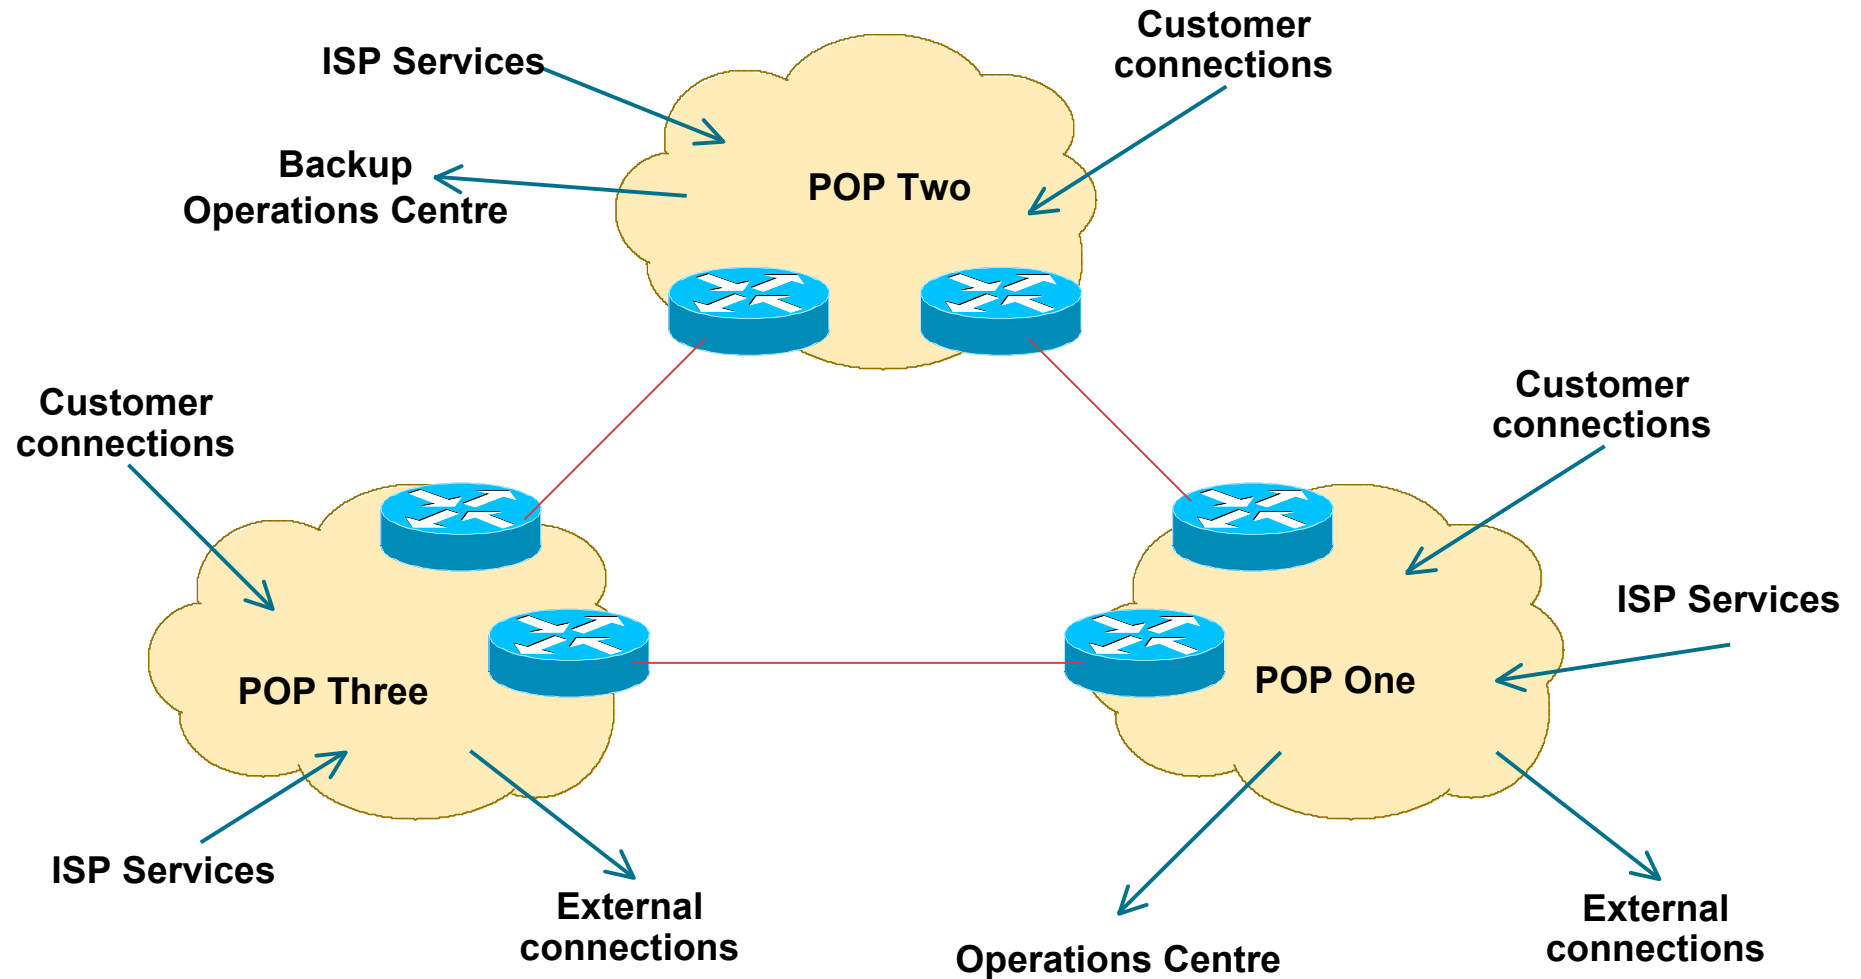 Customer
connections
ISP Services
Backup
Operations Centre
POP Two
Customer
connections
Customer
connections
ISP Services
POP Three
POP One
ISP Services
External
connections
Operations Centre
External
connections